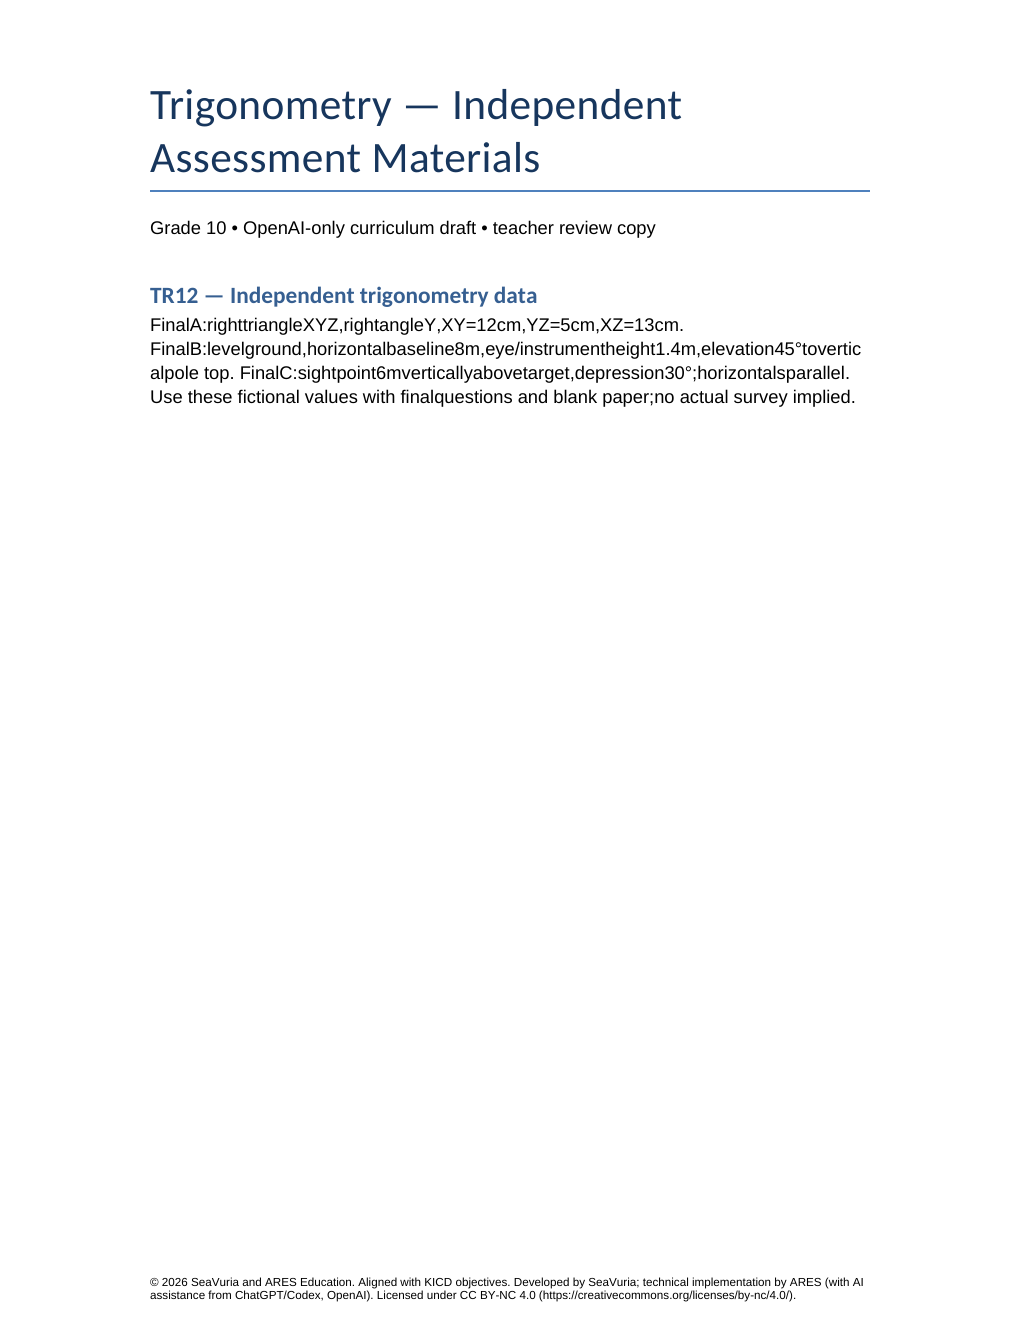 Trigonometry — Independent
Assessment Materials
Grade 10 • OpenAI-only curriculum draft • teacher review copy
TR12 — Independent trigonometry data
FinalA:righttriangleXYZ,rightangleY,XY=12cm,YZ=5cm,XZ=13cm.
FinalB:levelground,horizontalbaseline8m,eye/instrumentheight1.4m,elevation45°tovertic
alpole top. FinalC:sightpoint6mverticallyabovetarget,depression30°;horizontalsparallel.
Use these fictional values with finalquestions and blank paper;no actual survey implied.
© 2026 SeaVuria and ARES Education. Aligned with KICD objectives. Developed by SeaVuria; technical implementation by ARES (with AI
assistance from ChatGPT/Codex, OpenAI). Licensed under CC BY-NC 4.0 (https://creativecommons.org/licenses/by-nc/4.0/).